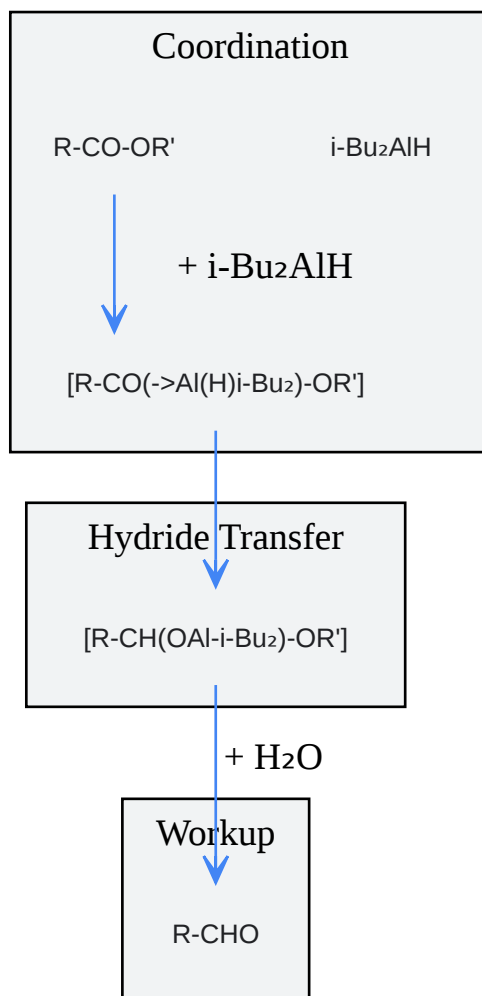 Coordination
R-CO-OR' i-Bu₂AlH
+ i-Bu₂AlH
[R-CO(->Al(H)i-Bu₂)-OR']
Hydride Transfer
[R-CH(OAl-i-Bu₂)-OR']
+ H₂O
Workup
R-CHO